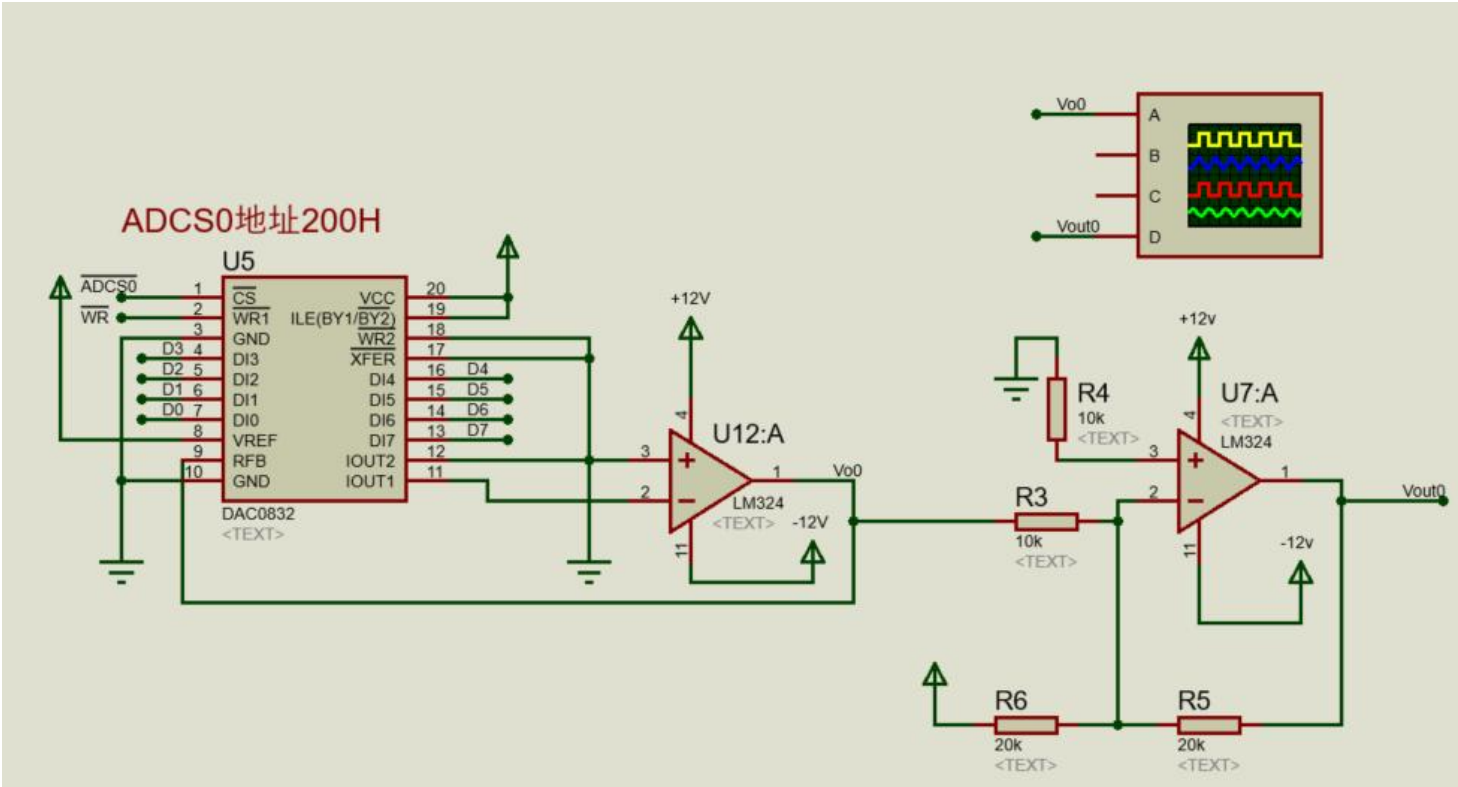 Vo0
A
B
C
Vout0
D
ADCS0地址200H
U5
ADCS0
WR
1
2
3
4
5
6
7
8
9
10
D3
D2
D1
D0
CS
WR1
GND
DI3
DI2
DI1
DI0
VREF
RFB
GND
VCC
ILE(BY1/BY2)
WR2
XFER
DI4
DI5
DI6
DI7
IOUT2
IOUT1
20
19
18
17
16
15
14
13
12
11
D4
D5
D6
D7
DAC0832
<TEXT>
+12V
4
U12:A
3
2
1
Vo0
LM324
<TEXT>
-12V
11
R4
10k
<TEXT>
R3
10k
<TEXT>
+12v
4
U7:A
<TEXT>
LM324
3
2
1
Vout0
-12v
11
R6
20k
<TEXT>
R5
20k
<TEXT>